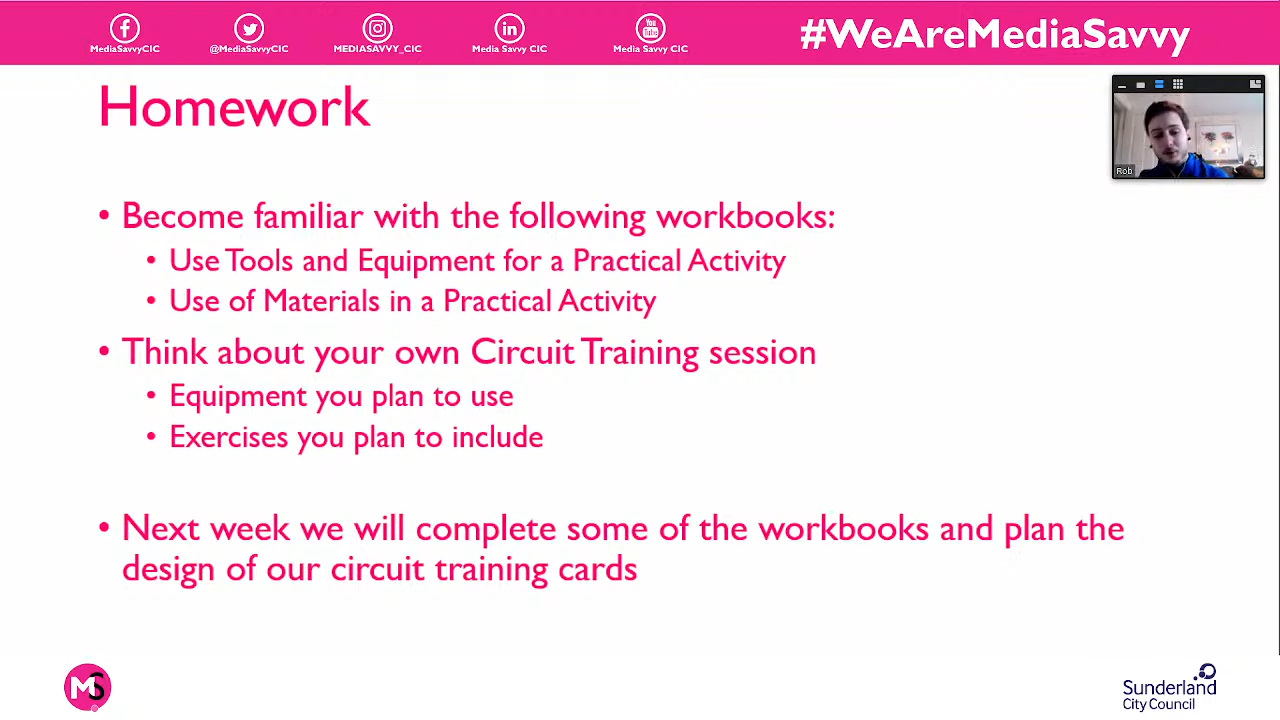 MediaSavvyCIC
@MediaSavvyCIC
MEDIASAVVY_CIC
Media Savvy CIC
You
Tube
Media Savvy CIC
#WeAreMediaSavvy
Homework
Rob
• Become familiar with the following workbooks:
• Use Tools and Equipment for a Practical Activity
• Use of Materials in a Practical Activity
• Think about your own Circuit Training session
• Equipment you plan to use
• Exercises you plan to include
• Next week we will complete some of the workbooks and plan the
design of our circuit training cards
MS
Sunderland
City Council